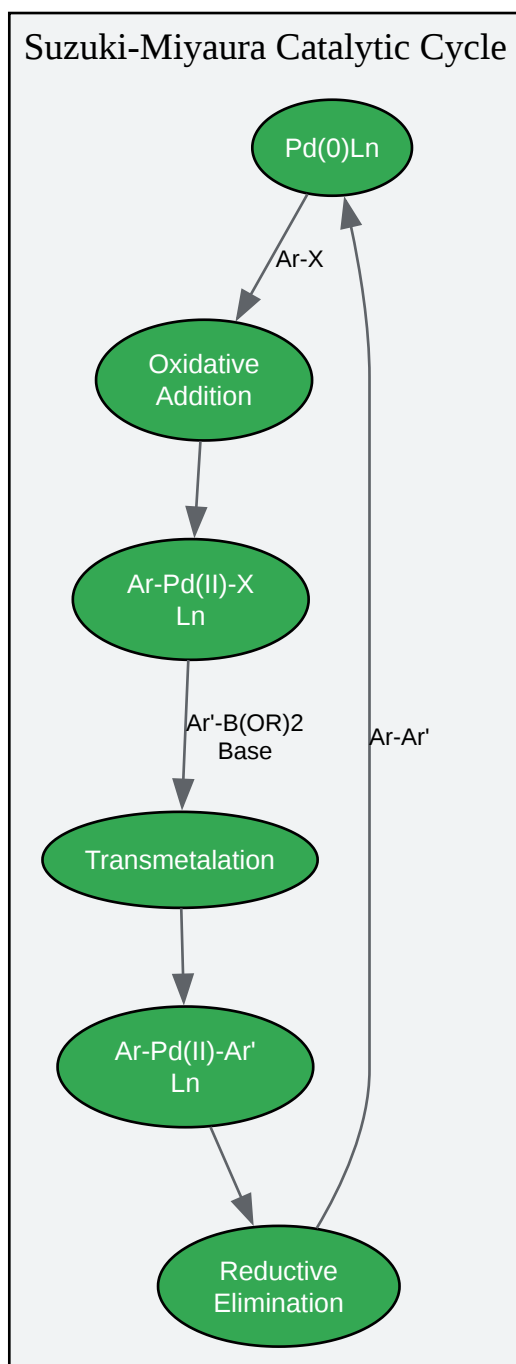 Suzuki-Miyaura Catalytic Cycle
Pd(0)Ln
Ar-X
Oxidative
Addition
Ar-Pd(II)-X
Ln
Ar'-B(OR)2
Base
Ar-Ar'
Transmetalation
Ar-Pd(II)-Ar'
Ln
Reductive
Elimination